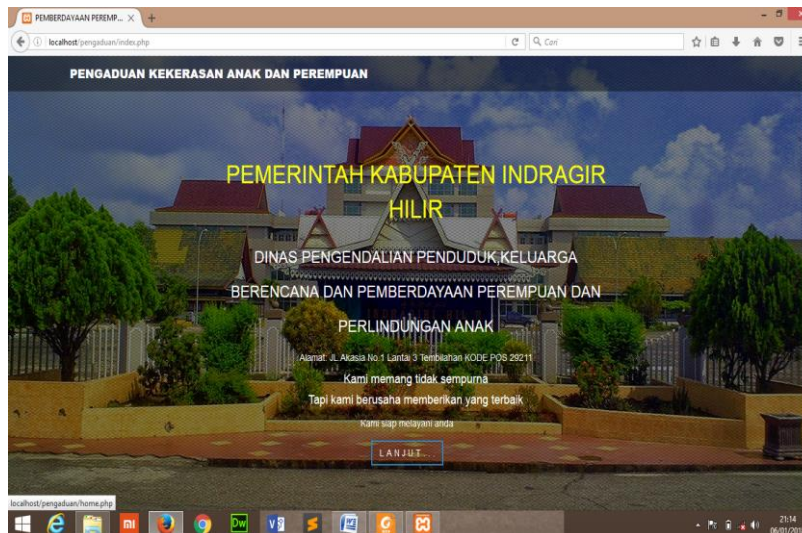 PEMBERDAYAAN PEREMP...
localhost/pengaduan/index.php
Cari
PENGADUAN KEKERASAN ANAK DAN PEREMPUAN
PEMERINTAH KABUPATEN INDRAGIR
HILIR
DINAS PENGENDALIAN PENDUDUK,KELUARGA
BERENCANA DAN PEMBERDAYAAN PEREMPUAN DAN
PERLINDUNGAN ANAK
Alamat: JL.Akasia No.1 Lantai 3 Tembilahan KODE POS 29211
Kami memang tidak sempurna
Tapi kami berusaha memberikan yang terbaik
Kami siap melayani anda
LANJUT...
localhost/pengaduan/home.php
Dw
21:14